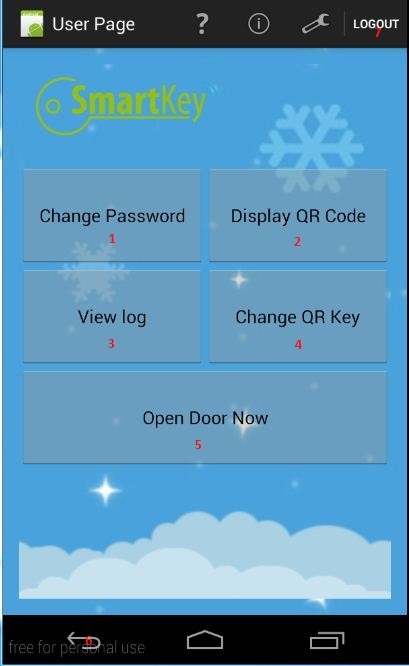 User Page
?
LOGOUT
7
SmartKey
Change Password
1
Display QR Code
2
View log
3
Change QR Key
4
Open Door Now
5
6
free for personal use